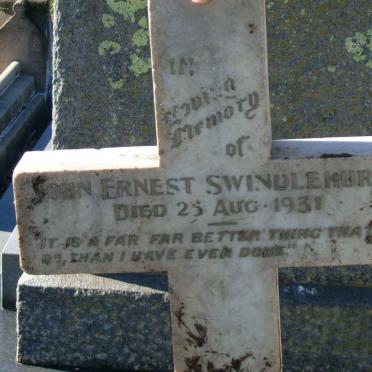 IN
Loving
Memory
of
JOHN ERNEST SWINDLEHUR
DIED 25 AUG. 1931
"IT IS A FAR FAR BETTER THING THA
DO, THAN I HAVE EVER DONE"